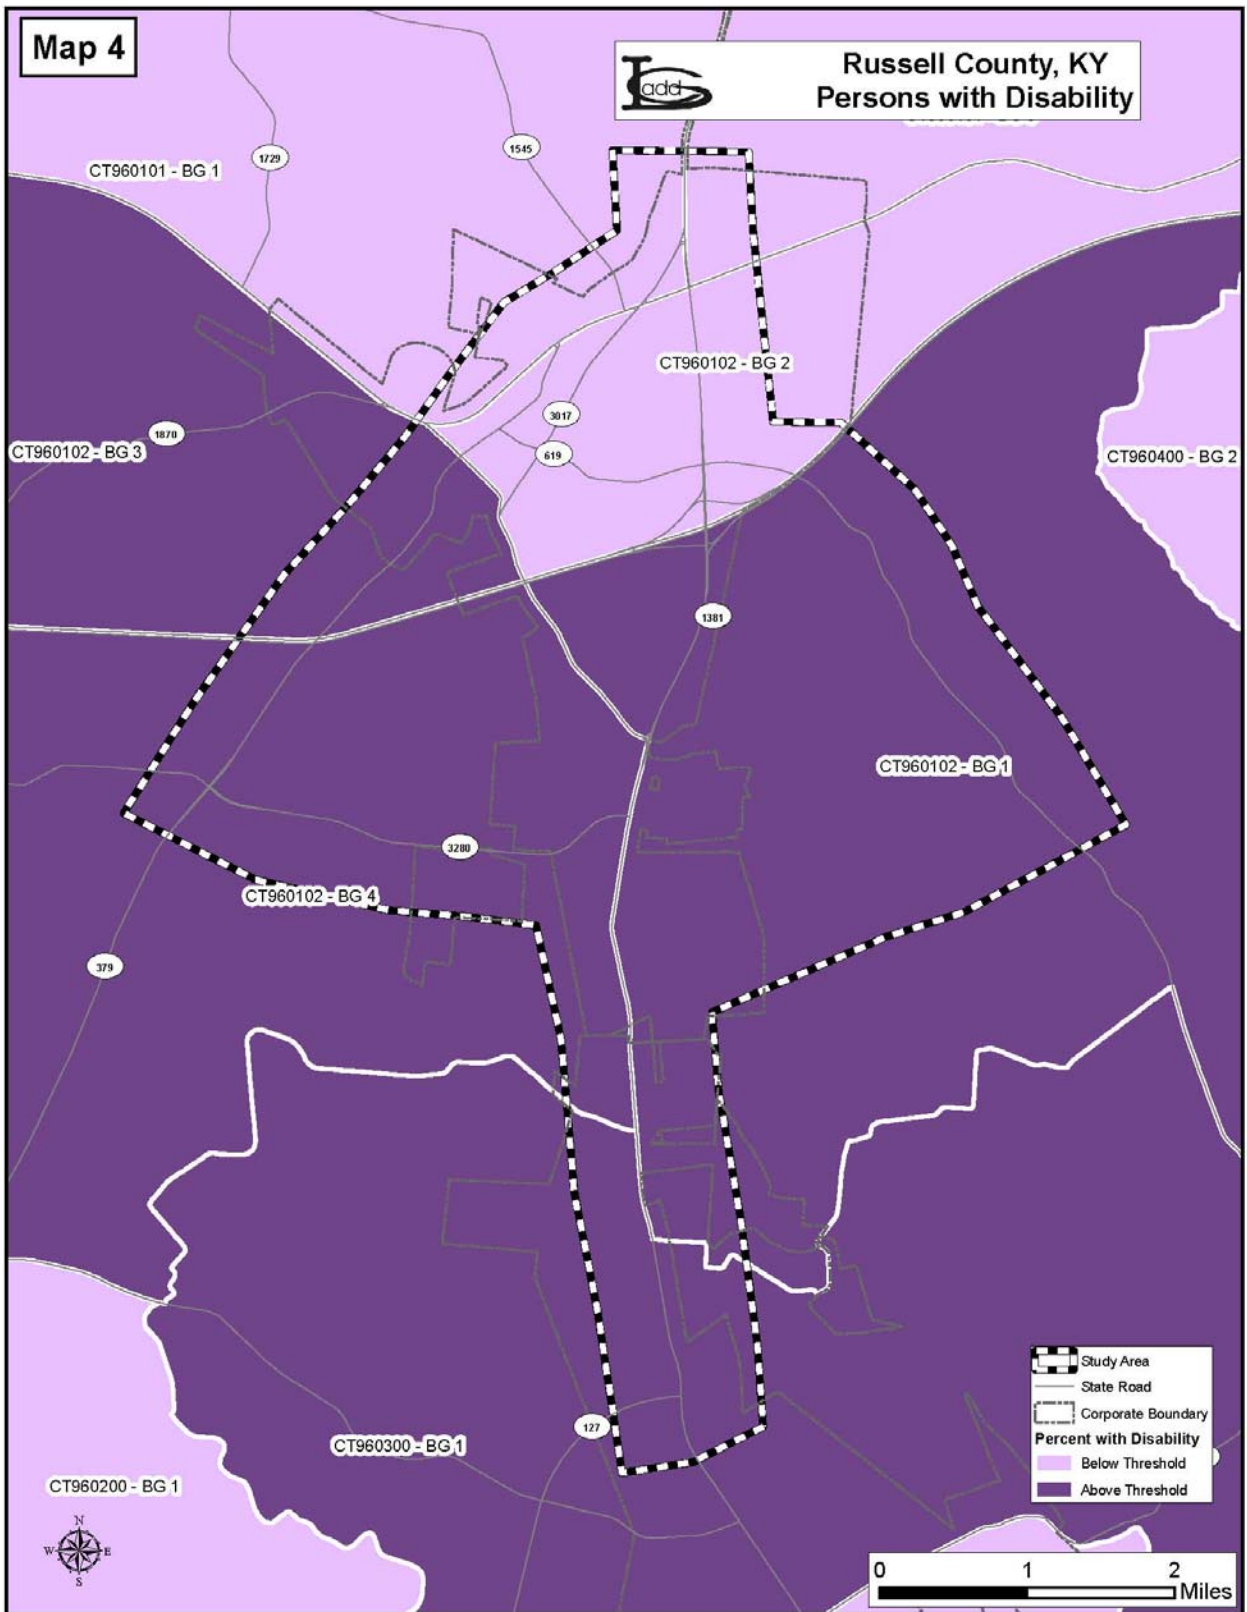 Map 4
LC
add
Russell County, KY
Persons with Disability
1729
1545
CT960101 - BG 1
CT960102 - BG 2
3017
619
1870
CT960102 - BG 3
CT960400 - BG 2
1381
CT960102 - BG 1
3280
CT960102 - BG 4
379
127
CT960300 - BG 1
CT960200 - BG 1
Study Area
State Road
Corporate Boundary
Percent with Disability
Below Threshold
Above Threshold
N
W E
S
0 1 2
Miles